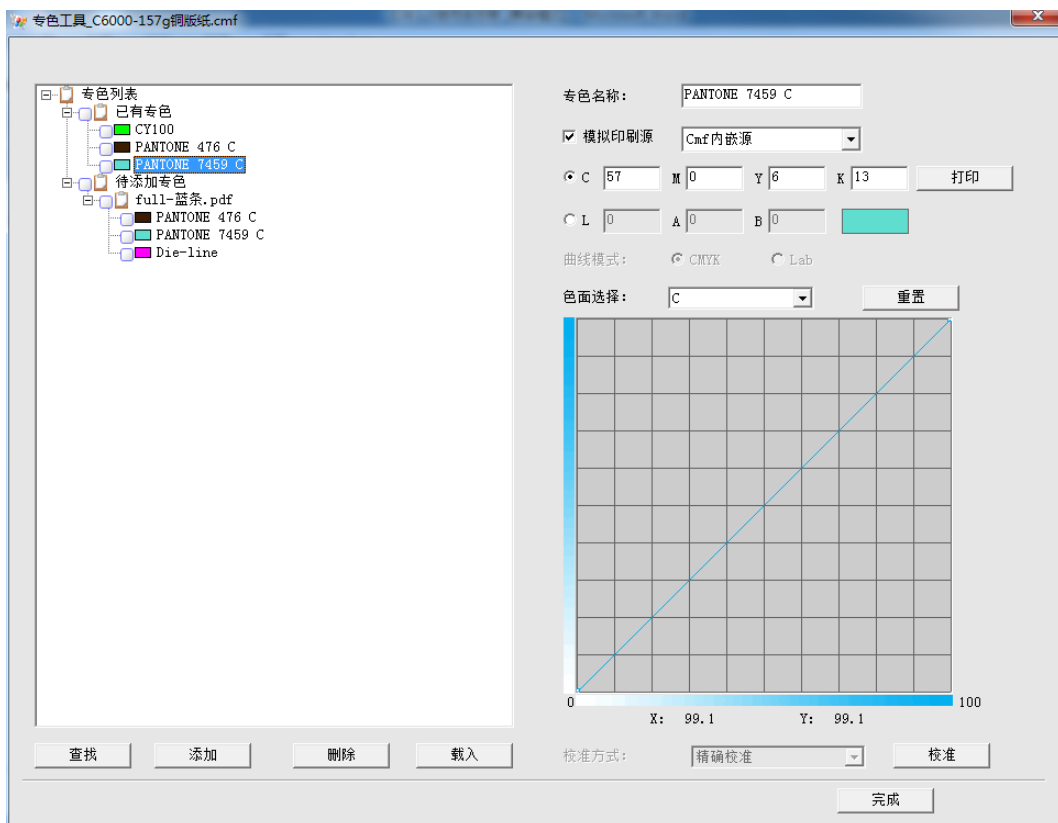 专色工具_C6000-157g铜版纸.cmf
专色列表
已有专色
CY100
PANTONE 476 C
PANTONE 7459 C
待添加专色
full-蓝条.pdf
PANTONE 476 C
PANTONE 7459 C
Die-line
查找 添加 删除 载入
专色名称: PANTONE 7459 C
模拟印刷源 Cmf内嵌源
C 57 M 0 Y 6 K 13 打印
L 0 A 0 B 0
曲线模式: CMYK Lab
色面选择: C 重置
0 100
X: 99.1 Y: 99.1
校准方式: 精确校准 校准
完成